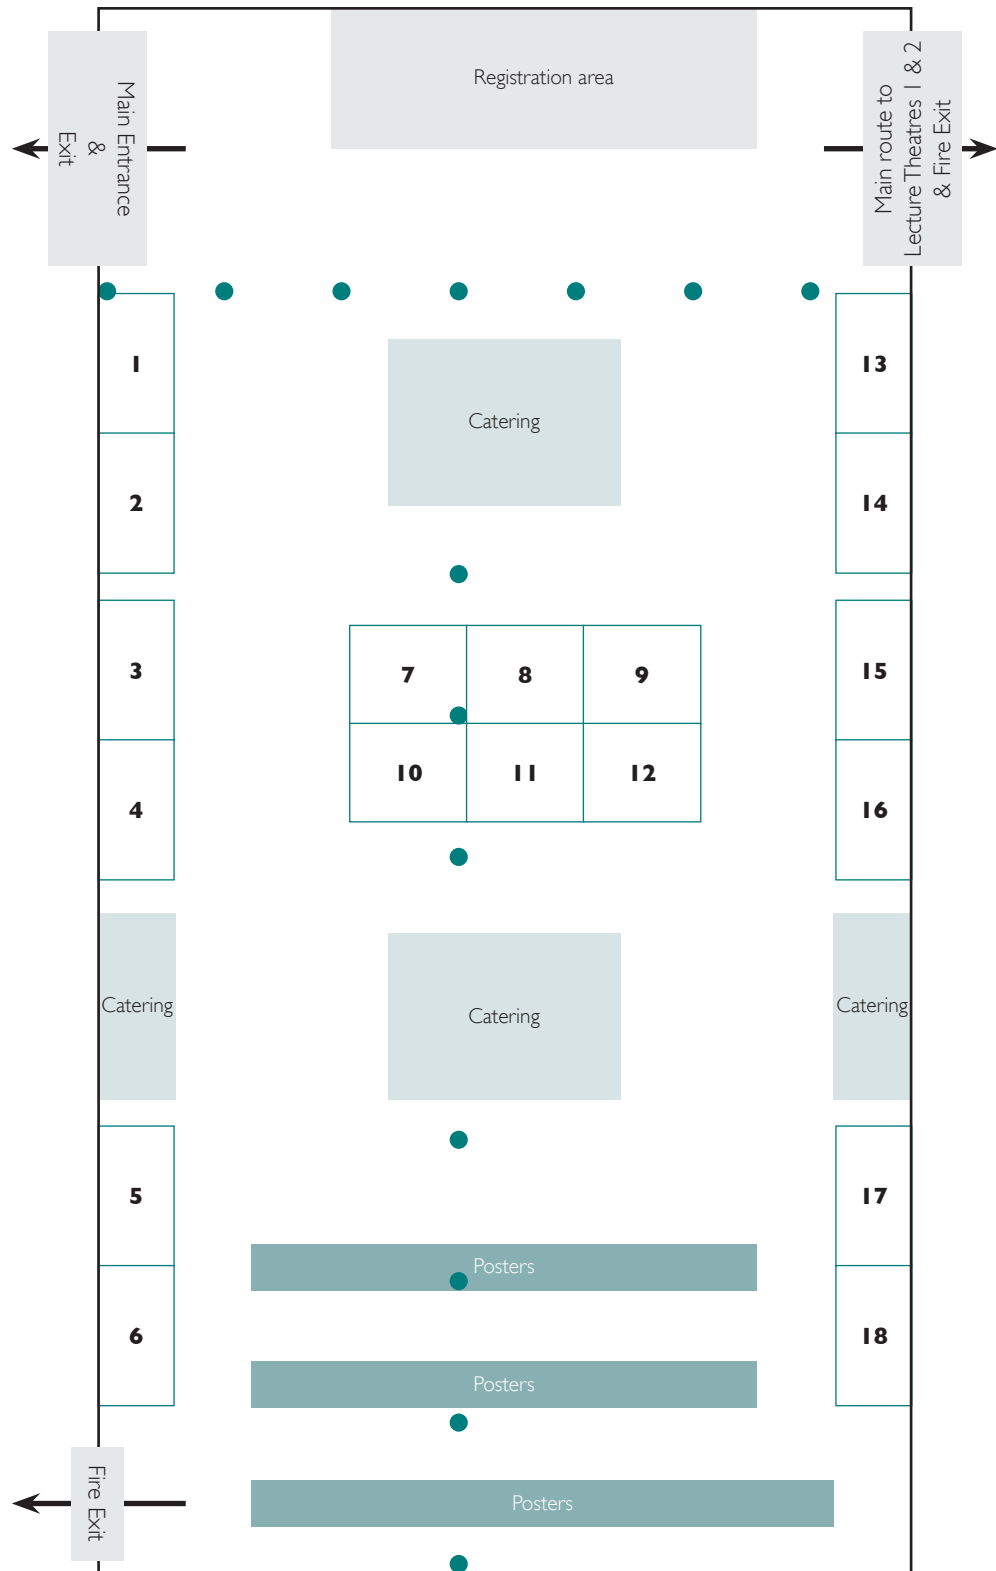 Registration area
Main Entrance
&
Exit
Main route to
Lecture Theatres 1 & 2
& Fire Exit
1
13
Catering
2
14
3
7
8
9
15
4
10
11
12
16
Catering
Catering
Catering
5
17
Posters
6
18
Posters
Fire Exit
Posters